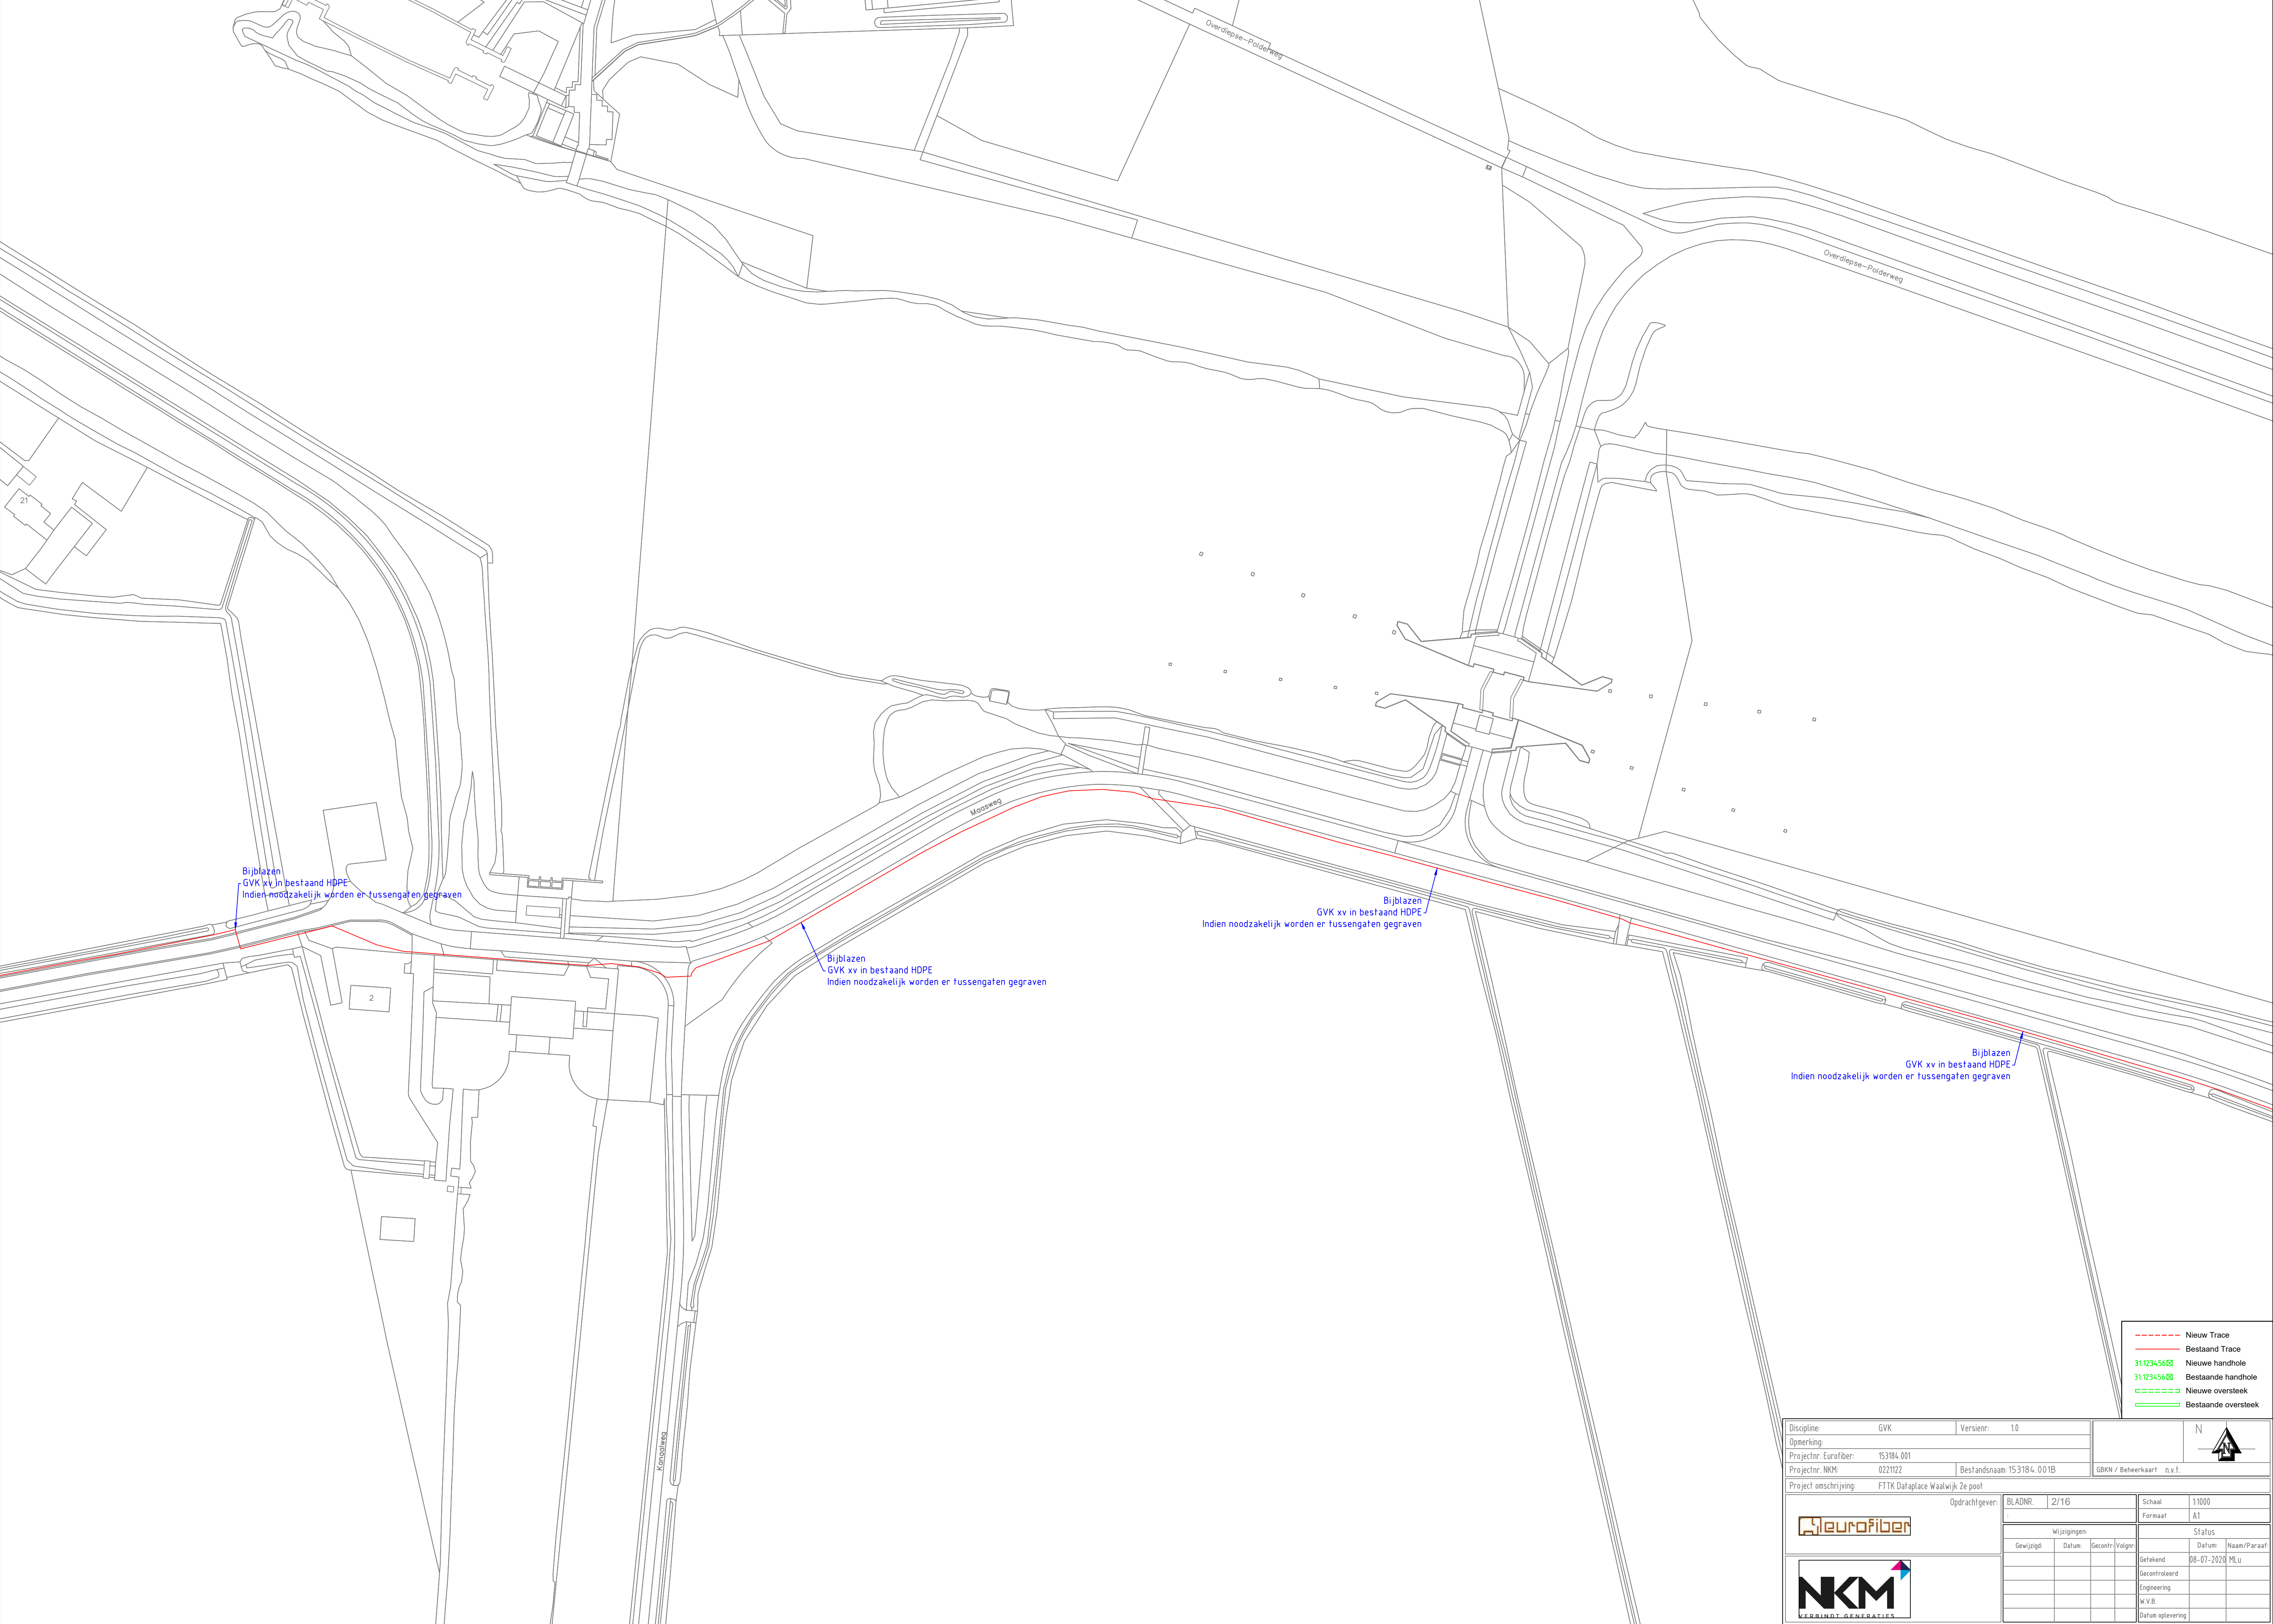 Overdiepse-Polderweg
Overdiepse-Polderweg
21
Maasweg
Bijblazen
GVK xv in bestaand HDPE
Indien noodzakelijk worden er tussengaten gegraven
Bijblazen
GVK xv in bestaand HDPE
Indien noodzakelijk worden er tussengaten gegraven
Bijblazen
GVK xv in bestaand HDPE
Indien noodzakelijk worden er tussengaten gegraven
2
Bijblazen
GVK xv in bestaand HDPE
Indien noodzakelijk worden er tussengaten gegraven
Kanaalweg
Nieuw Trace
Bestaand Trace
31.123456 Nieuwe handhole
31.123456 Bestaande handhole
Nieuwe oversteek
Bestaande oversteek
Discipline: GVK Versienr: 1.0
Opmerking:
Projectnr. Eurofiber: 153184.001
Projectnr. NKM: 0221122 Bestandsnaam: 153184.001B
N
N
GBKN / Beheerkaart n.v.t.
Project omschrijving: FTTK Dataplace Waalwijk 2e poot
Opdrachtgever:
eurofiber
NKM
VERBINDT GENERATIES
BLADNR. 2/16
:
Schaal 1:1000
Formaat A1
Wijzigingen:
Gewijzigd: Datum: Gecontr: Volgnr:
Status
Datum: Naam/Paraaf:
Getekend 08-07-2020 MLu
Gecontroleerd
Engineering
W.V.B.
Datum oplevering